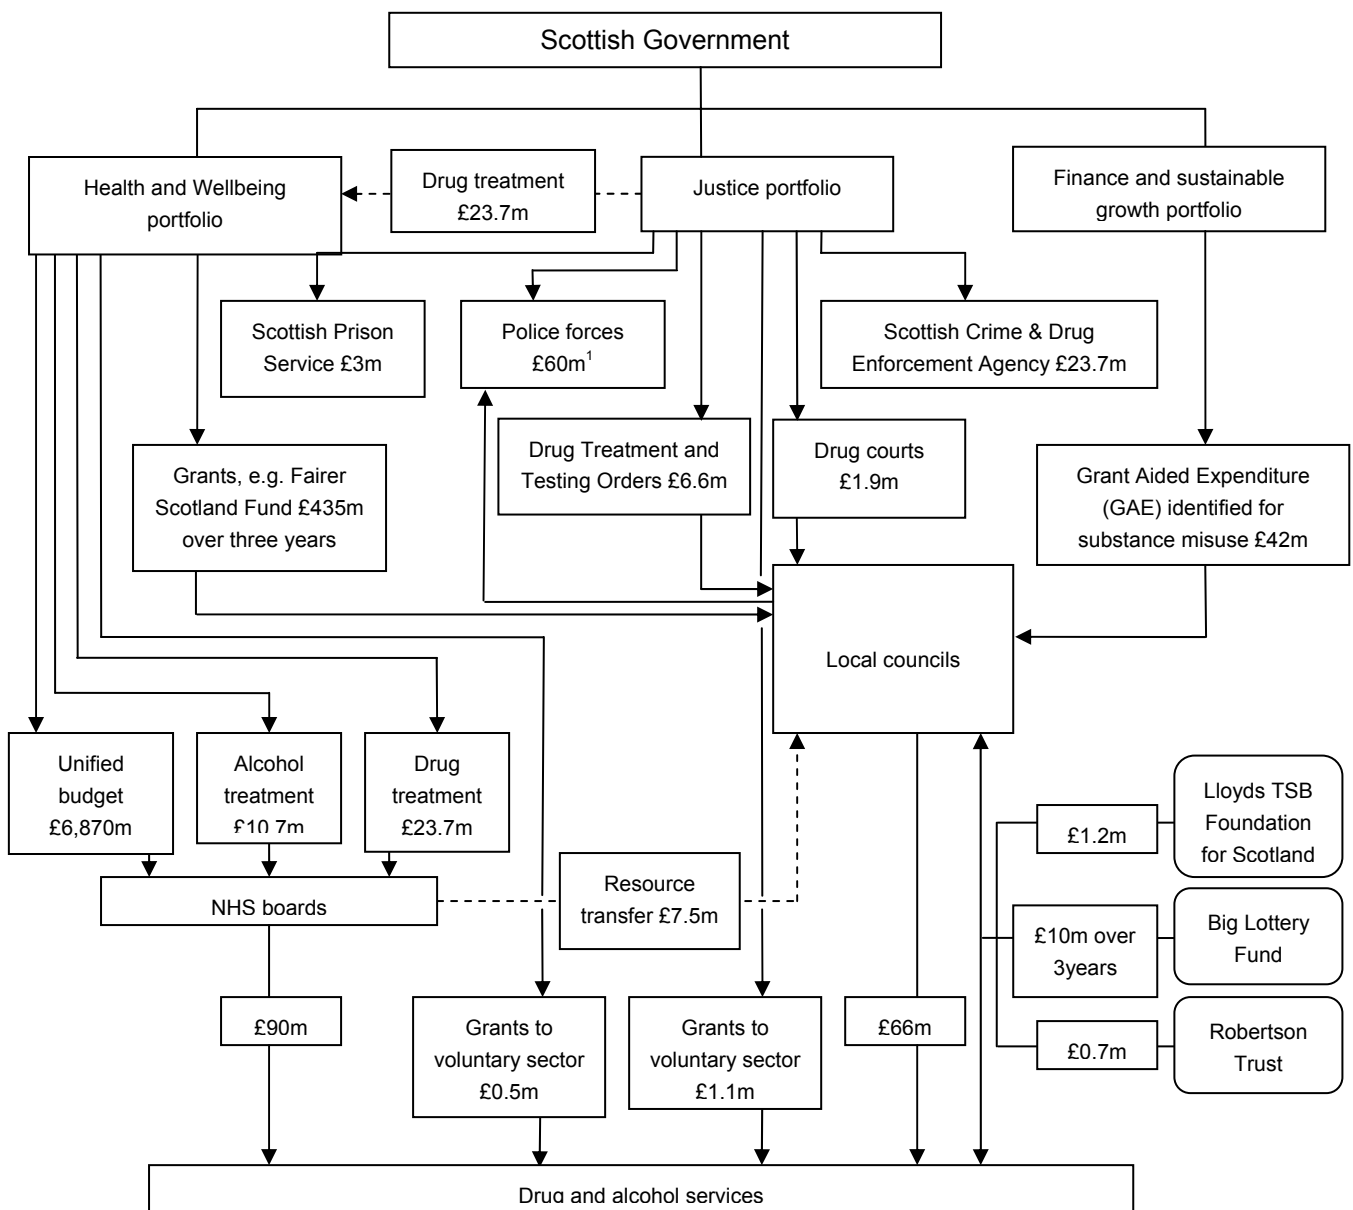 Scottish Government
Health and Wellbeing
portfolio
Drug treatment
£23.7m
Justice portfolio
Finance and sustainable
growth portfolio
Scottish Prison
Service £3m
Police forces
£60m1
Scottish Crime & Drug
Enforcement Agency £23.7m
Grants, e.g. Fairer
Scotland Fund £435m
over three years
Drug Treatment and
Testing Orders £6.6m
Drug courts
£1.9m
Grant Aided Expenditure
(GAE) identified for
substance misuse £42m
Local councils
Unified
budget
£6,870m
Alcohol
treatment
£10.7m
Drug
treatment
£23.7m
NHS boards
Resource
transfer £7.5m
£1.2m
Lloyds TSB
Foundation
for Scotland
£10m over
3years
Big Lottery
Fund
£0.7m
Robertson
Trust
£90m
Grants to
voluntary sector
£0.5m
Grants to
voluntary sector
£1.1m
£66m
Drug and alcohol services